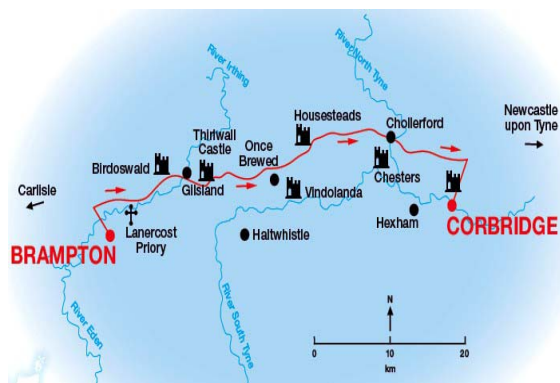 River Irthing
River North Tyne
Newcastle
upon Tyne
Housesteads
Chollerford
Thirlwall
Castle
Once
Brewed
Birdoswald
Carlisle
Gilsland
Vindolanda
Chesters
Lanercost
Priory
Haltwhistle
Hexham
BRAMPTON
CORBRIDGE
River Eden
River South Tyne
N
0
10
20
km